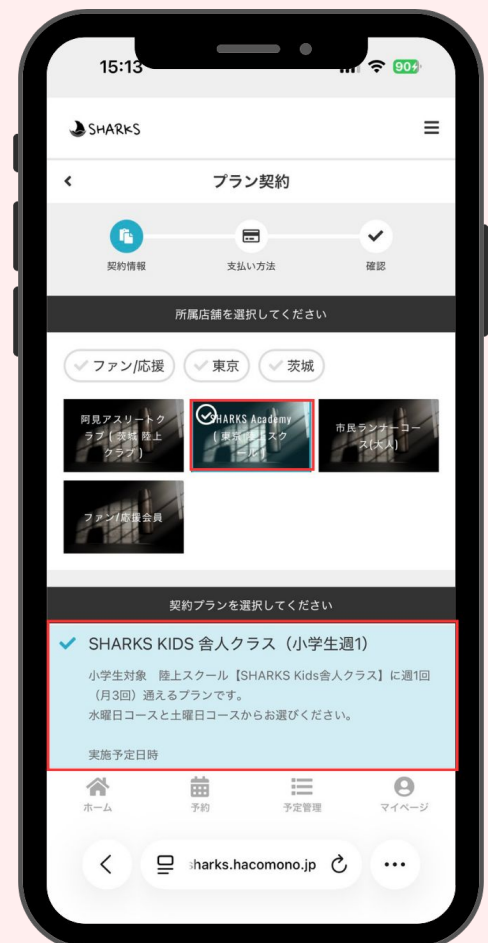 15:13
90
SHARKS
プラン契約
契約情報
支払い方法
確認
所属店舗を選択してください
ファン/応援
東京
茨城
阿見アスリートク
ラブ ( 茨城 陸上
クラブ )
SHARKS Academy
( 東京 陸上スク
ール )
市民ランナーコー
ス(大人)
ファン/応援会員
契約プランを選択してください
SHARKS KIDS 舎人クラス（小学生週1）
小学生対象　陸上スクール【SHARKS Kids舎人クラス】に週1回
（月3回）通えるプランです。
水曜日コースと土曜日コースからお選びください。
実施予定日時
ホーム
予約
予定管理
マイページ
sharks.hacomono.jp